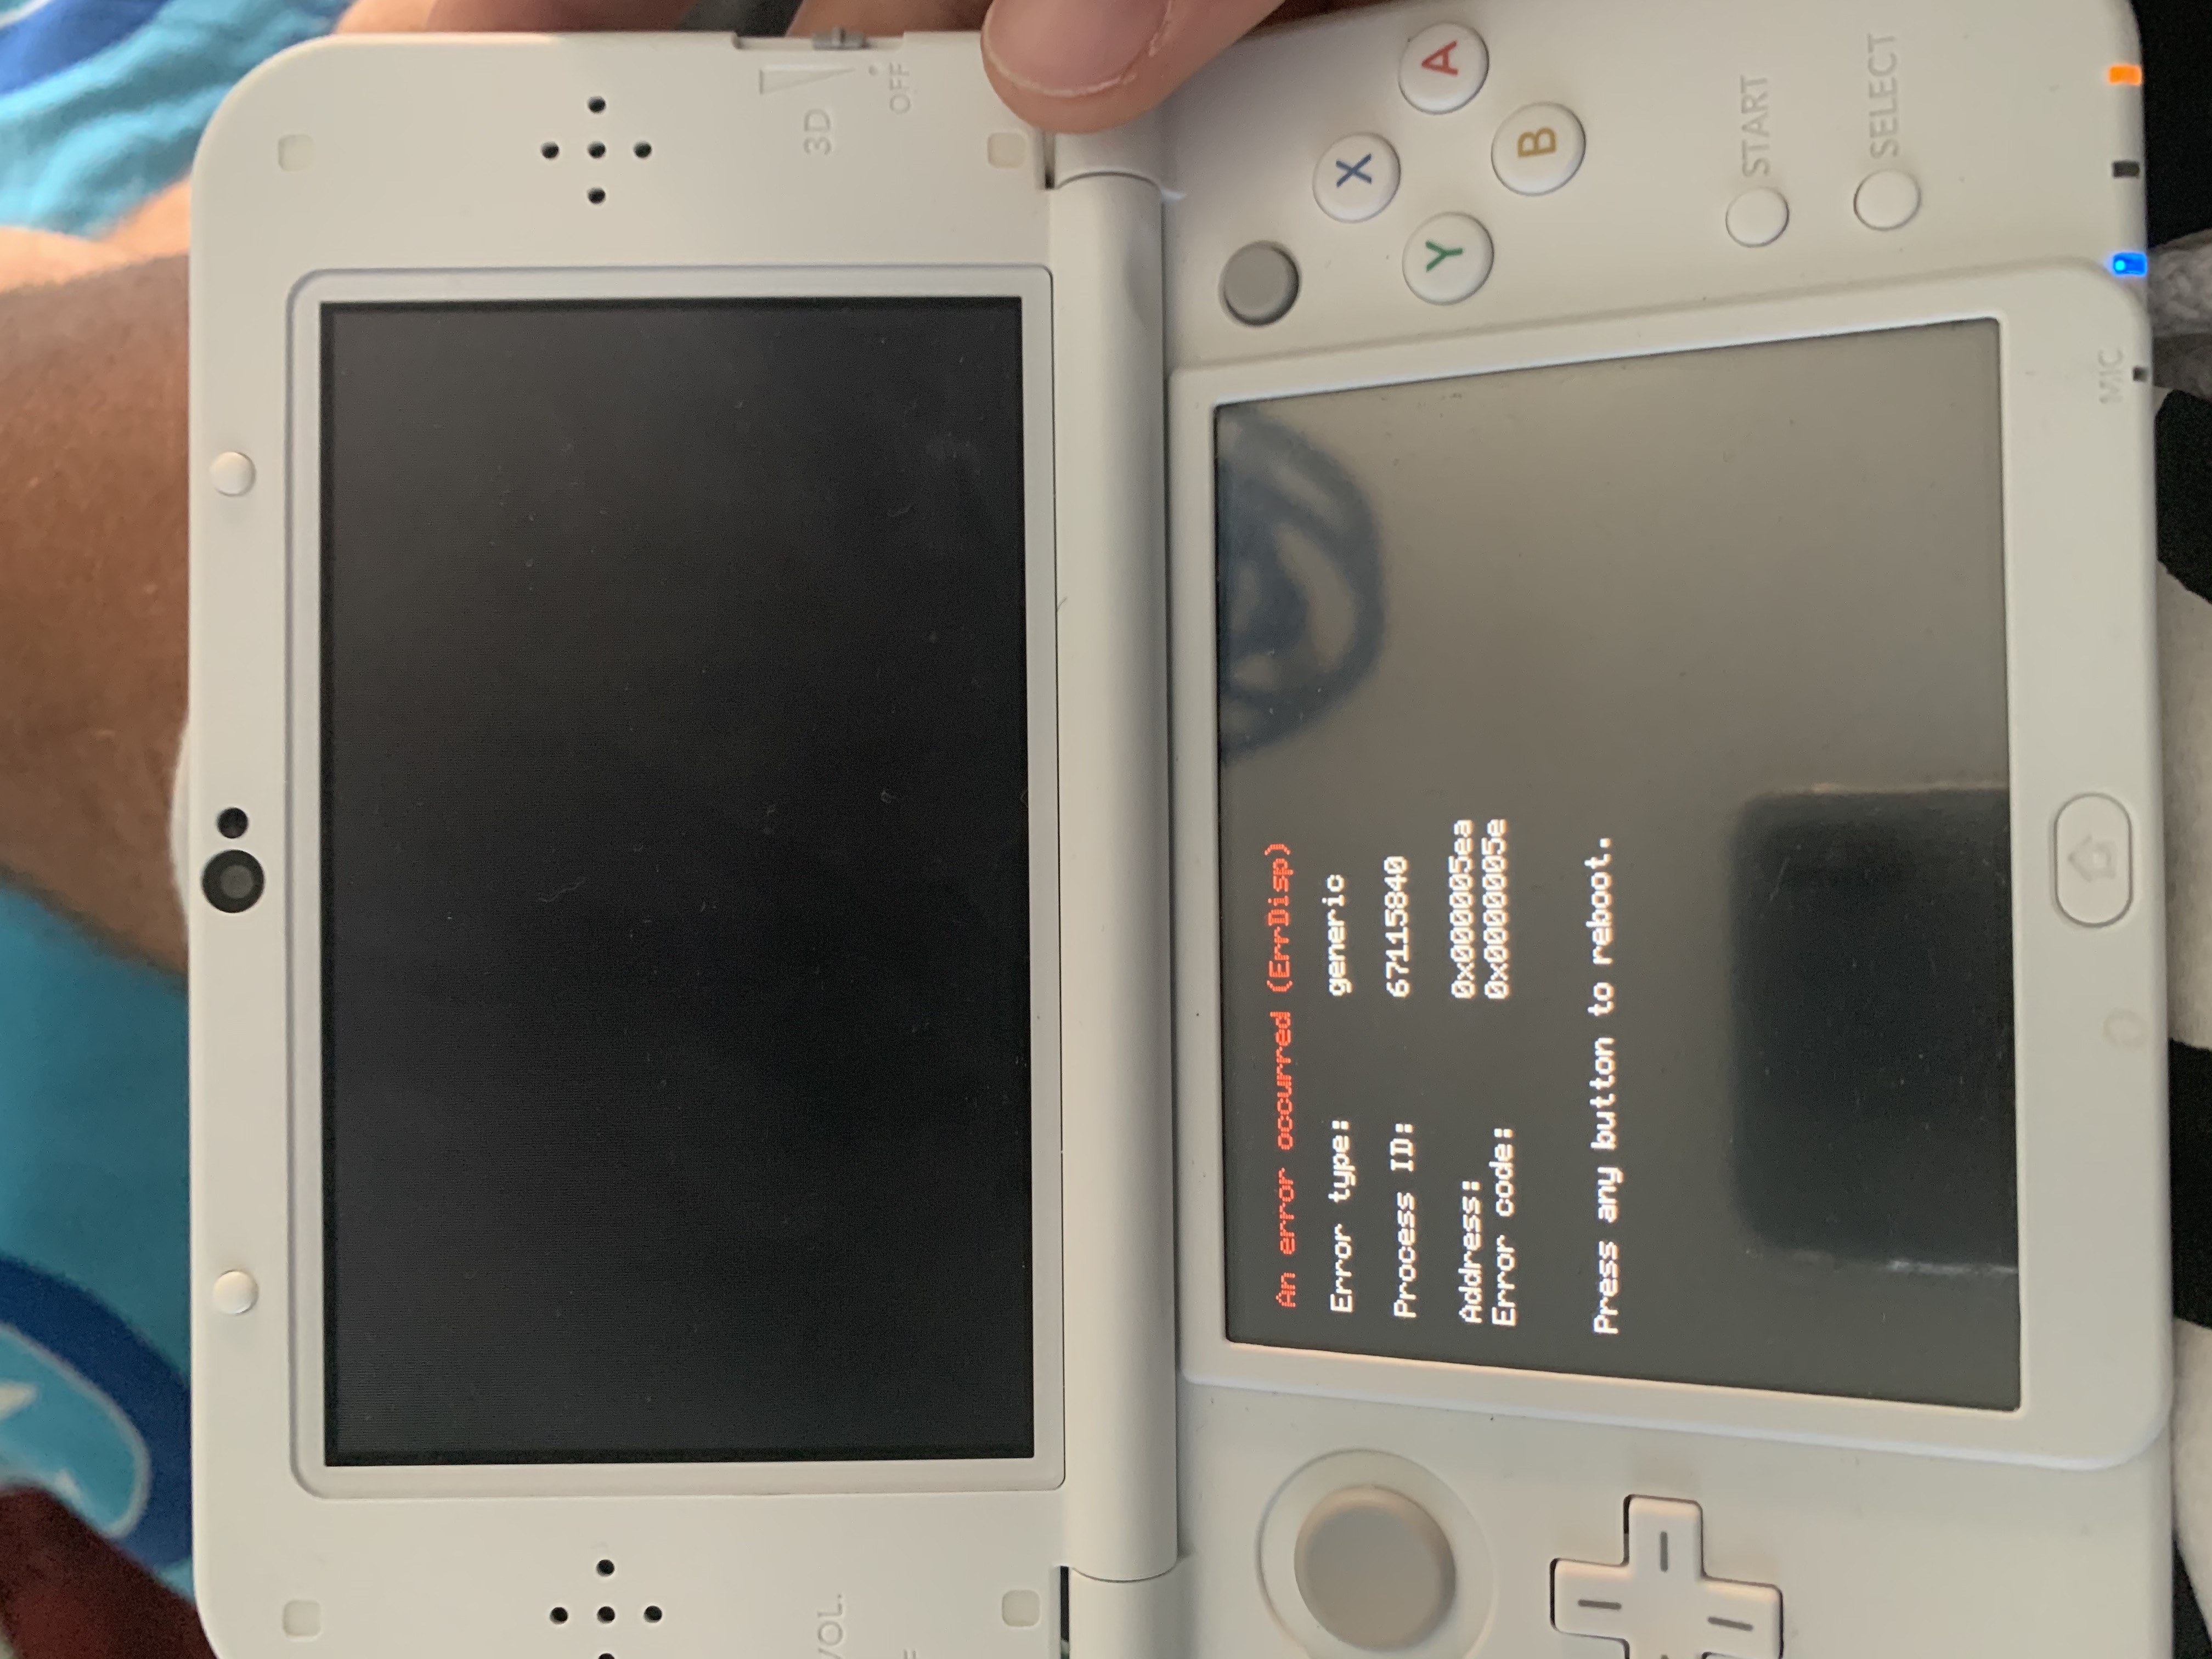 VOL.
3D
OFF
An error occurred (ErrDisp)
Error type: generic
Process ID: 67115840
Address: 0x000005ea
Error code: 0x0000005e
Press any button to reboot.
X
Y
A
B
START
SELECT
MIC